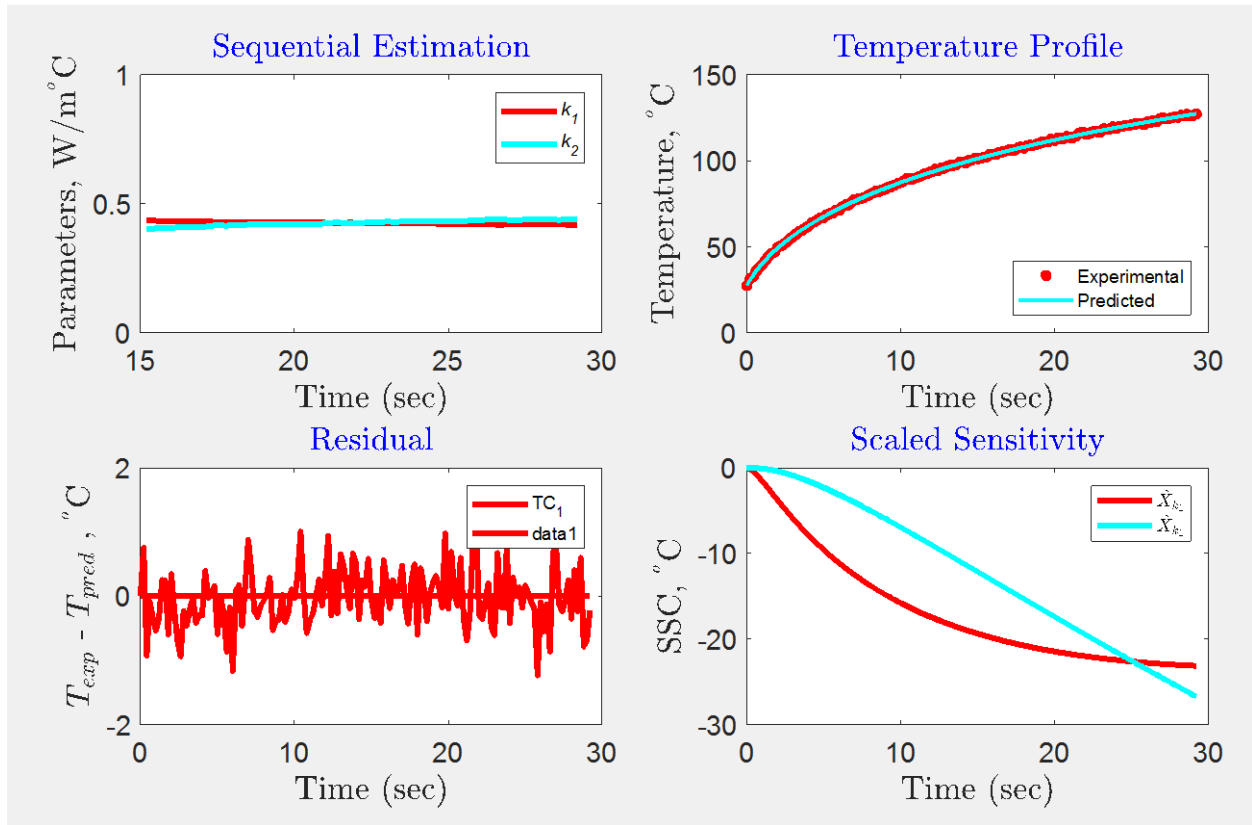 Sequential Estimation
Parameters, W/m°C
1
0.5
0
15
20
25
30
Time (sec)
k1
k2
Temperature Profile
Temperature, °C
150
100
50
0
0
10
20
30
Time (sec)
Experimental
Predicted
Residual
Texp - Tpred , °C
2
0
-2
0
10
20
30
Time (sec)
TC1
data1
Scaled Sensitivity
SSC, °C
0
-10
-20
-30
0
10
20
30
Time (sec)
X̂k
X̂k